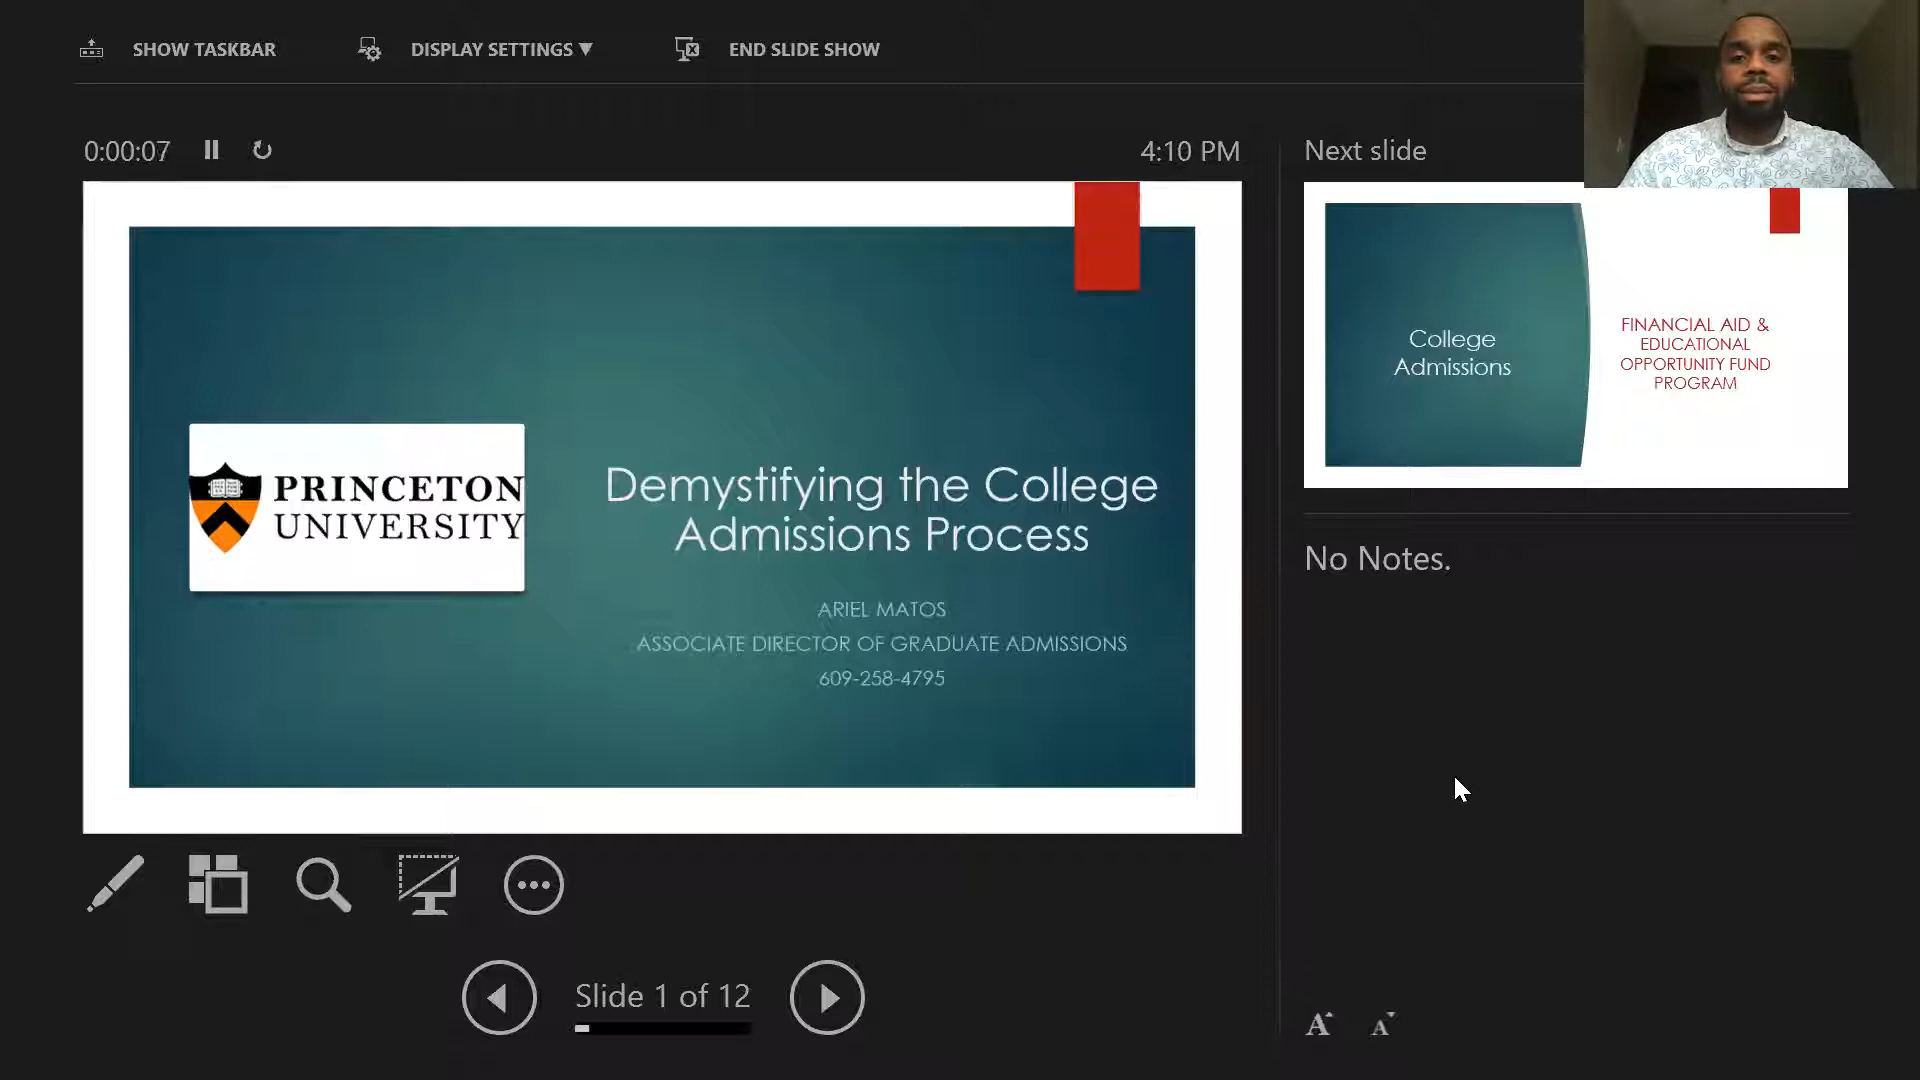 SHOW TASKBAR
DISPLAY SETTINGS ▼
END SLIDE SHOW
0:00:07
4:10 PM
Next slide
PRINCETON
UNIVERSITY
Demystifying the College
Admissions Process
ARIEL MATOS
ASSOCIATE DIRECTOR OF GRADUATE ADMISSIONS
609-258-4795
College
Admissions
FINANCIAL AID &
EDUCATIONAL
OPPORTUNITY FUND
PROGRAM
No Notes.
Slide 1 of 12
A A